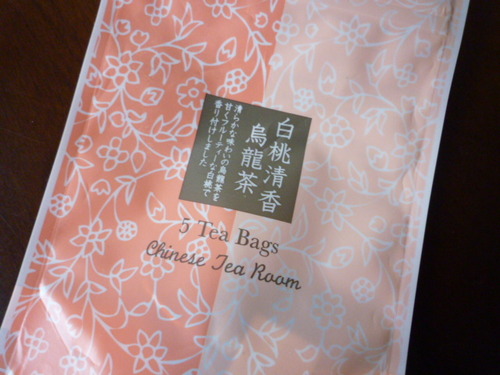 白桃清香
烏龍茶
清らかな味わいの烏龍茶を
甘くフルーティーな白桃で
香り付けしました
5 Tea Bags
Chinese Tea Room